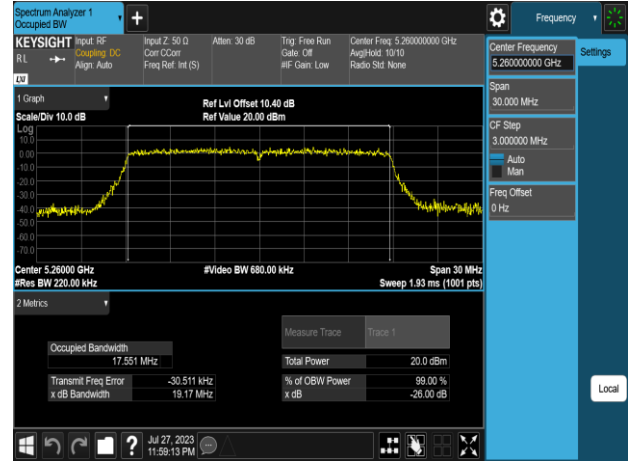 Spectrum Analyzer 1
Occupied BW
+
Frequency
KEYSIGHT
Input: RF
Input Z: 50 Ω
Atten: 30 dB
Trig: Free Run
Center Freq: 5.260000000 GHz
RL
Coupling: DC
Corr CCorr
Gate: Off
Avg|Hold: 10/10
Align: Auto
Freq Ref: Int (S)
#IF Gain: Low
Radio Std: None
LXI
Center Frequency
5.260000000 GHz
Settings
Span
30.000 MHz
CF Step
3.000000 MHz
Auto
Man
Freq Offset
0 Hz
Local
1 Graph
Ref Lvl Offset 10.40 dB
Scale/Div 10.0 dB
Ref Value 20.00 dBm
Log
10.0
0.00
-10.0
-20.0
-30.0
-40.0
-50.0
-60.0
-70.0
Center 5.26000 GHz
#Video BW 680.00 kHz
Span 30 MHz
#Res BW 220.00 kHz
Sweep 1.93 ms (1001 pts)
2 Metrics
Measure Trace
Trace 1
Occupied Bandwidth
17.551 MHz
Total Power
20.0 dBm
Transmit Freq Error
-30.511 kHz
% of OBW Power
99.00 %
x dB Bandwidth
19.17 MHz
x dB
-26.00 dB
?
Jul 27, 2023
11:59:13 PM